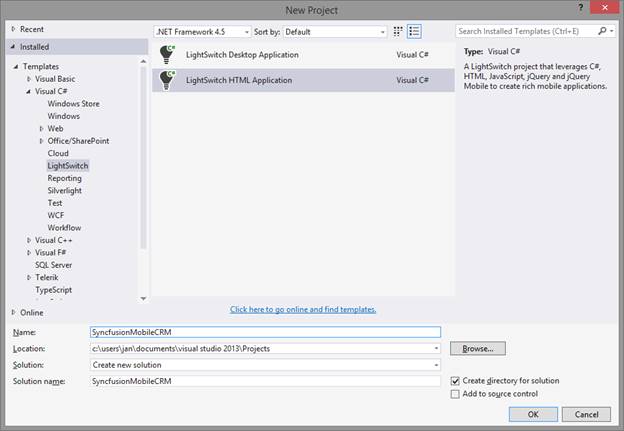 New Project
?
Recent
Installed
Templates
Visual Basic
Visual C#
Windows Store
Windows
Web
Office/SharePoint
Cloud
LightSwitch
Reporting
Silverlight
Test
WCF
Workflow
Visual C++
Visual F#
SQL Server
Telerik
TypeScript
Online
.NET Framework 4.5
Sort by: Default
LightSwitch Desktop Application Visual C#
LightSwitch HTML Application Visual C#
Click here to go online and find templates.
Search Installed Templates (Ctrl+E)
Type: Visual C#
A LightSwitch project that leverages C#,
HTML, JavaScript, jQuery and jQuery
Mobile to create rich mobile applications.
Name: SyncfusionMobileCRM
Location: c:\users\jan\documents\visual studio 2013\Projects
Browse...
Solution: Create new solution
Solution name: SyncfusionMobileCRM
Create directory for solution
Add to source control
OK Cancel